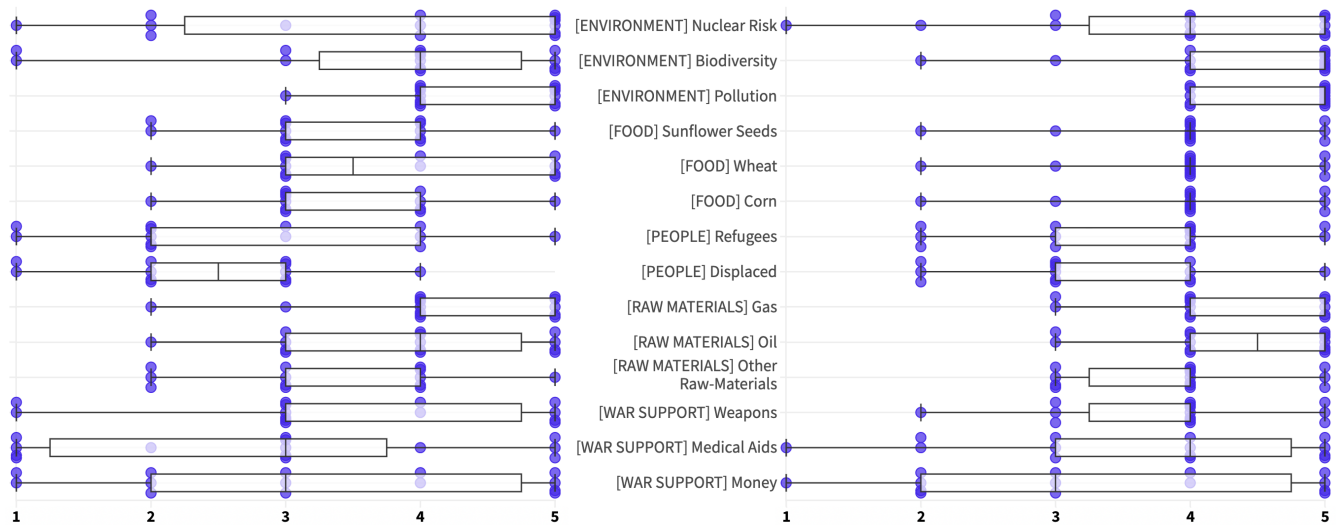 [ENVIRONMENT] Nuclear Risk
[ENVIRONMENT] Biodiversity
[ENVIRONMENT] Pollution
[FOOD] Sunflower Seeds
[FOOD] Wheat
[FOOD] Corn
[PEOPLE] Refugees
[PEOPLE] Displaced
[RAW MATERIALS] Gas
[RAW MATERIALS] Oil
[RAW MATERIALS] Other
Raw-Materials
[WAR SUPPORT] Weapons
[WAR SUPPORT] Medical Aids
[WAR SUPPORT] Money
1 2 3 4 5 1 2 3 4 5